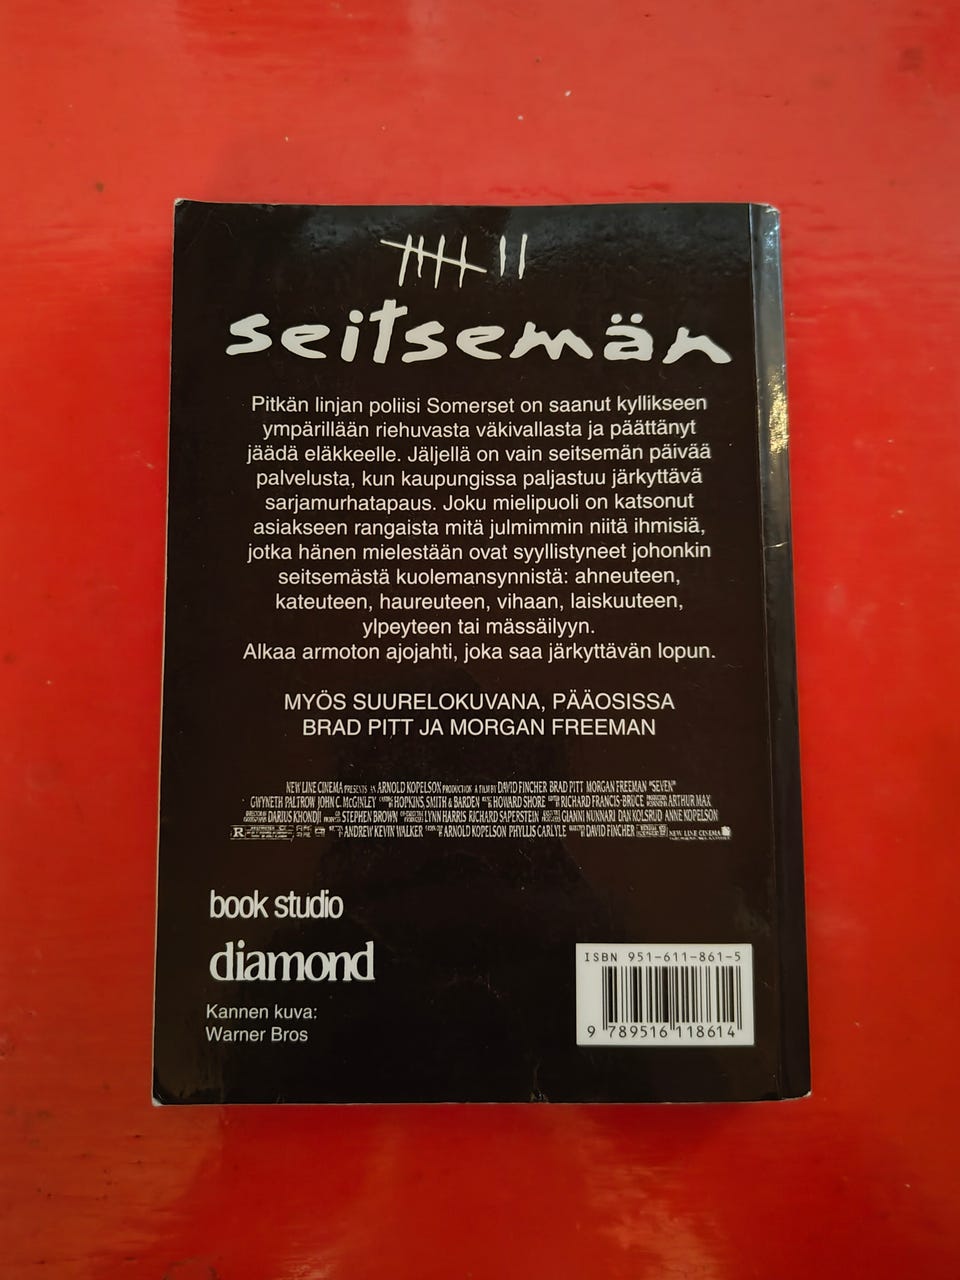 seitsemän
Pitkän linjan poliisi Somerset on saanut kyllikseen
ympärillään riehuvasta väkivallasta ja päättänyt
jäädä eläkkeelle. Jäljellä on vain seitsemän päivää
palvelusta, kun kaupungissa paljastuu järkyttävä
sarjamurhatapaus. Joku mielipuoli on katsonut
asiakseen rangaista mitä julmimmin niitä ihmisiä,
jotka hänen mielestään ovat syyllistyneet johonkin
seitsemästä kuolemansynnistä: ahneuteen,
kateuteen, haureuteen, vihaan, laiskuuteen,
ylpeyteen tai mässäilyyn.
Alkaa armoton ajojahti, joka saa järkyttävän lopun.
MYÖS SUURELOKUVANA, PÄÄOSISSA
BRAD PITT JA MORGAN FREEMAN
NEW LINE CINEMA PRESENTS AN ARNOLD KOPELSON PRODUCTION A FILM BY DAVID FINCHER BRAD PITT MORGAN FREEMAN "SEVEN"
GWYNETH PALTROW JOHN C. McGINLEY HOPKINS, SMITH & BARDEN HOWARD SHORE RICHARD FRANCIS-BRUCE ARTHUR MAX
DARIUS KHONDJI STEPHEN BROWN LYNN HARRIS RICHARD SAPERSTEIN GIANNI NUNNARI DAN KOLSRUD ANNE KOPELSON
R ANDREW KEVIN WALKER ARNOLD KOPELSON PHYLLIS CARLYLE DAVID FINCHER NEW LINE CINEMA
book studio
diamond
Kannen kuva:
Warner Bros
ISBN 951-611-861-5
9 789516 118614